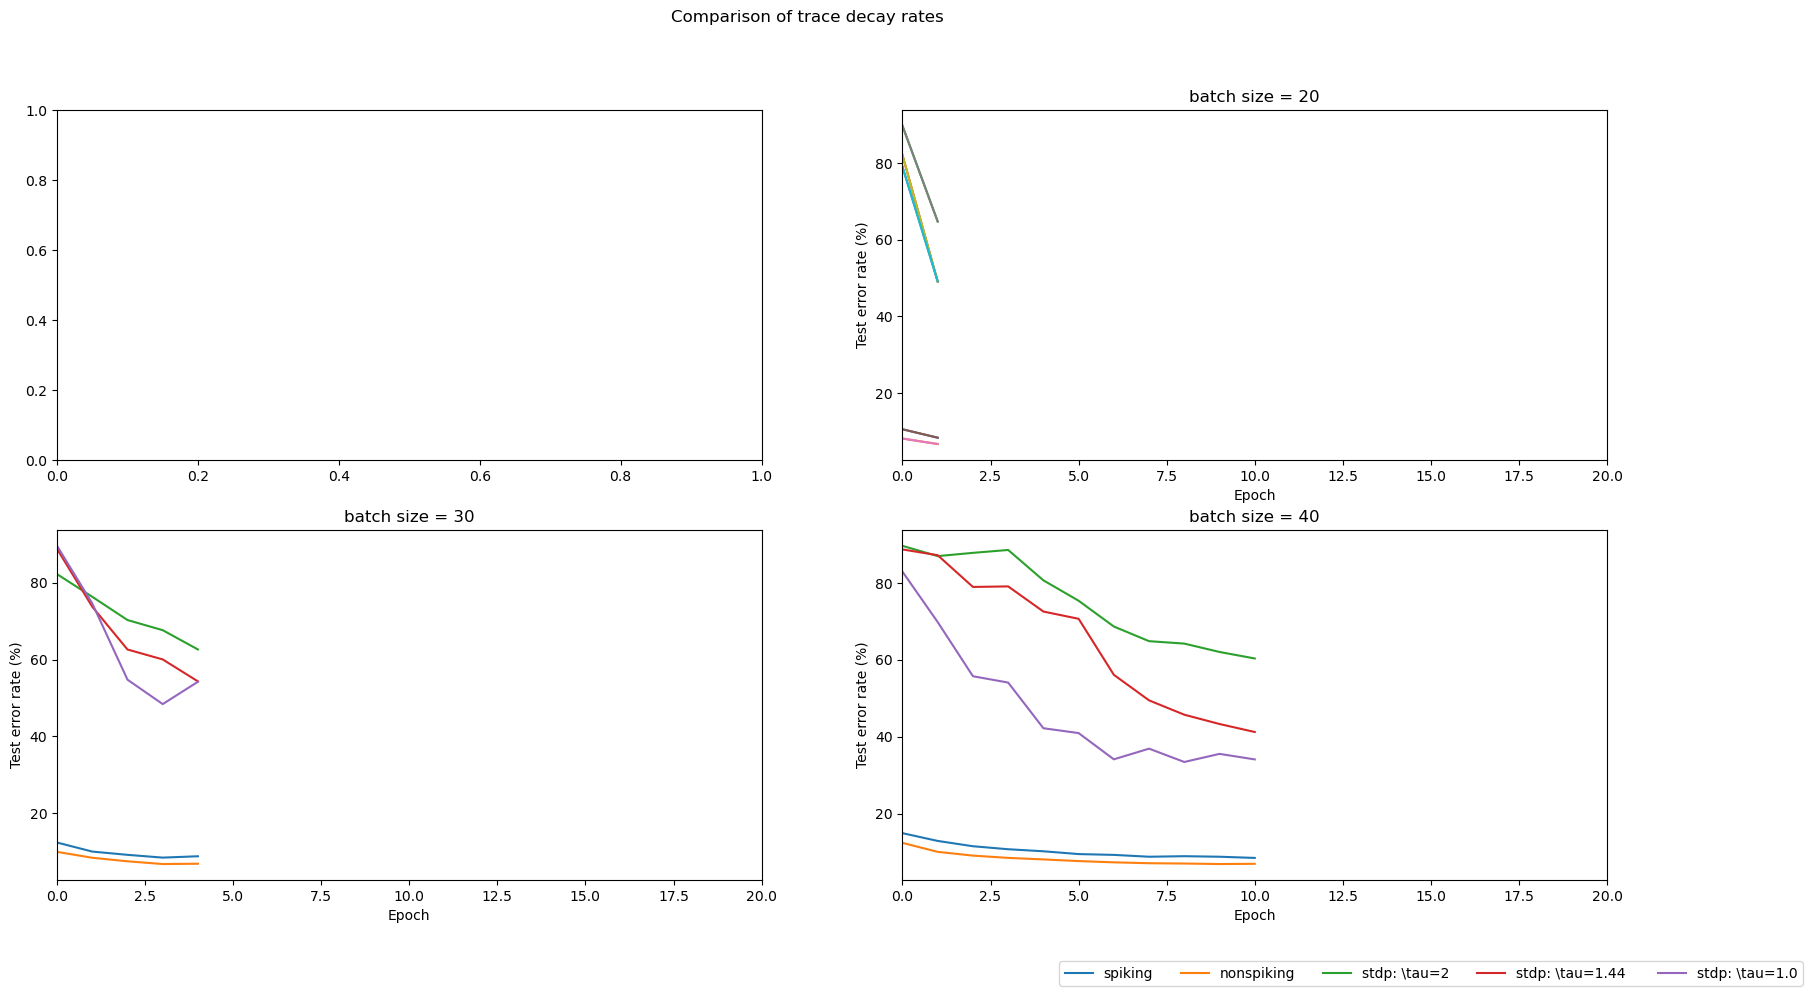 Comparison of trace decay rates
1.0
0.8
0.6
0.4
0.2
0.0
0.0 0.2 0.4 0.6 0.8 1.0
batch size = 20
Test error rate (%)
80
60
40
20
0.0 2.5 5.0 7.5 10.0 12.5 15.0 17.5 20.0
Epoch
batch size = 30
Test error rate (%)
80
60
40
20
0.0 2.5 5.0 7.5 10.0 12.5 15.0 17.5 20.0
Epoch
batch size = 40
Test error rate (%)
80
60
40
20
0.0 2.5 5.0 7.5 10.0 12.5 15.0 17.5 20.0
Epoch
spiking nonspiking stdp: \tau=2 stdp: \tau=1.44 stdp: \tau=1.0